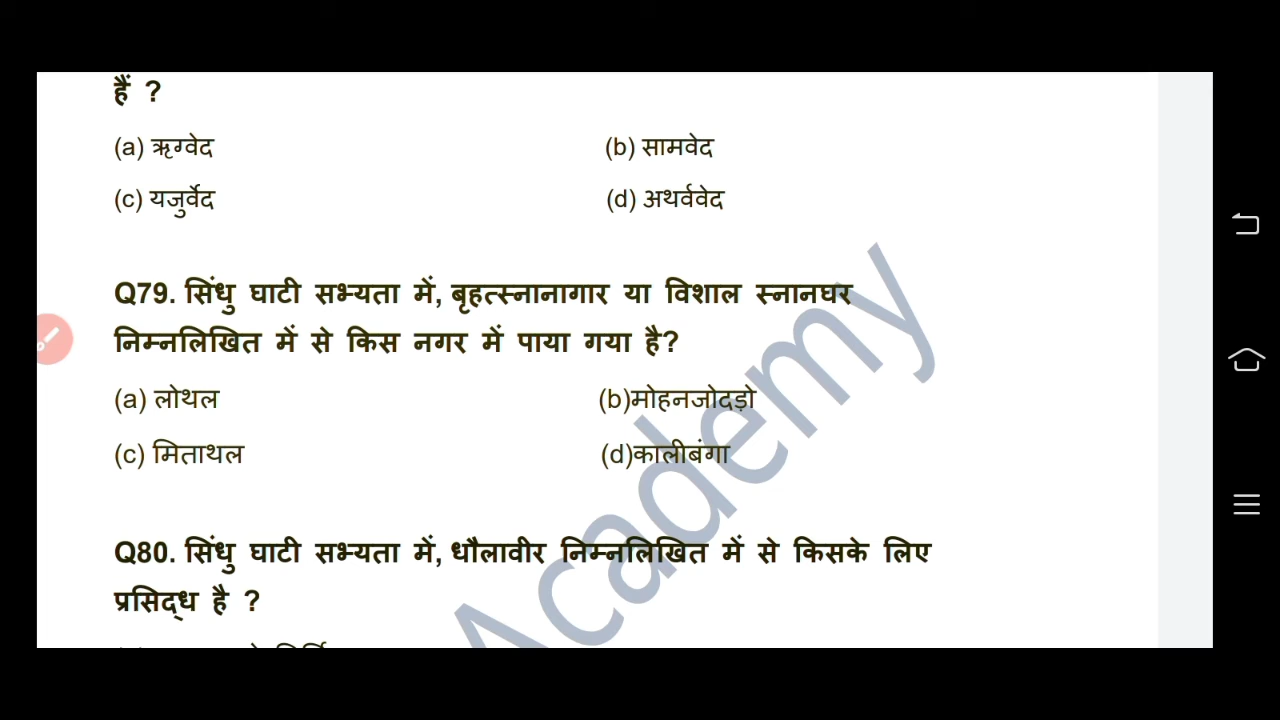 हैं ?
(a) ऋग्वेद (b) सामवेद
(c) यजुर्वेद (d) अथर्ववेद
Q79. सिंधु घाटी सभ्यता में, बृहत्स्नानागार या विशाल स्नानघर
निम्नलिखित में से किस नगर में पाया गया है?
(a) लोथल (b)मोहनजोदड़ो
(c) मिताथल (d)कालीबंगा
Q80. सिंधु घाटी सभ्यता में, धौलावीर निम्नलिखित में से किसके लिए
प्रसिद्ध है ?
Academy